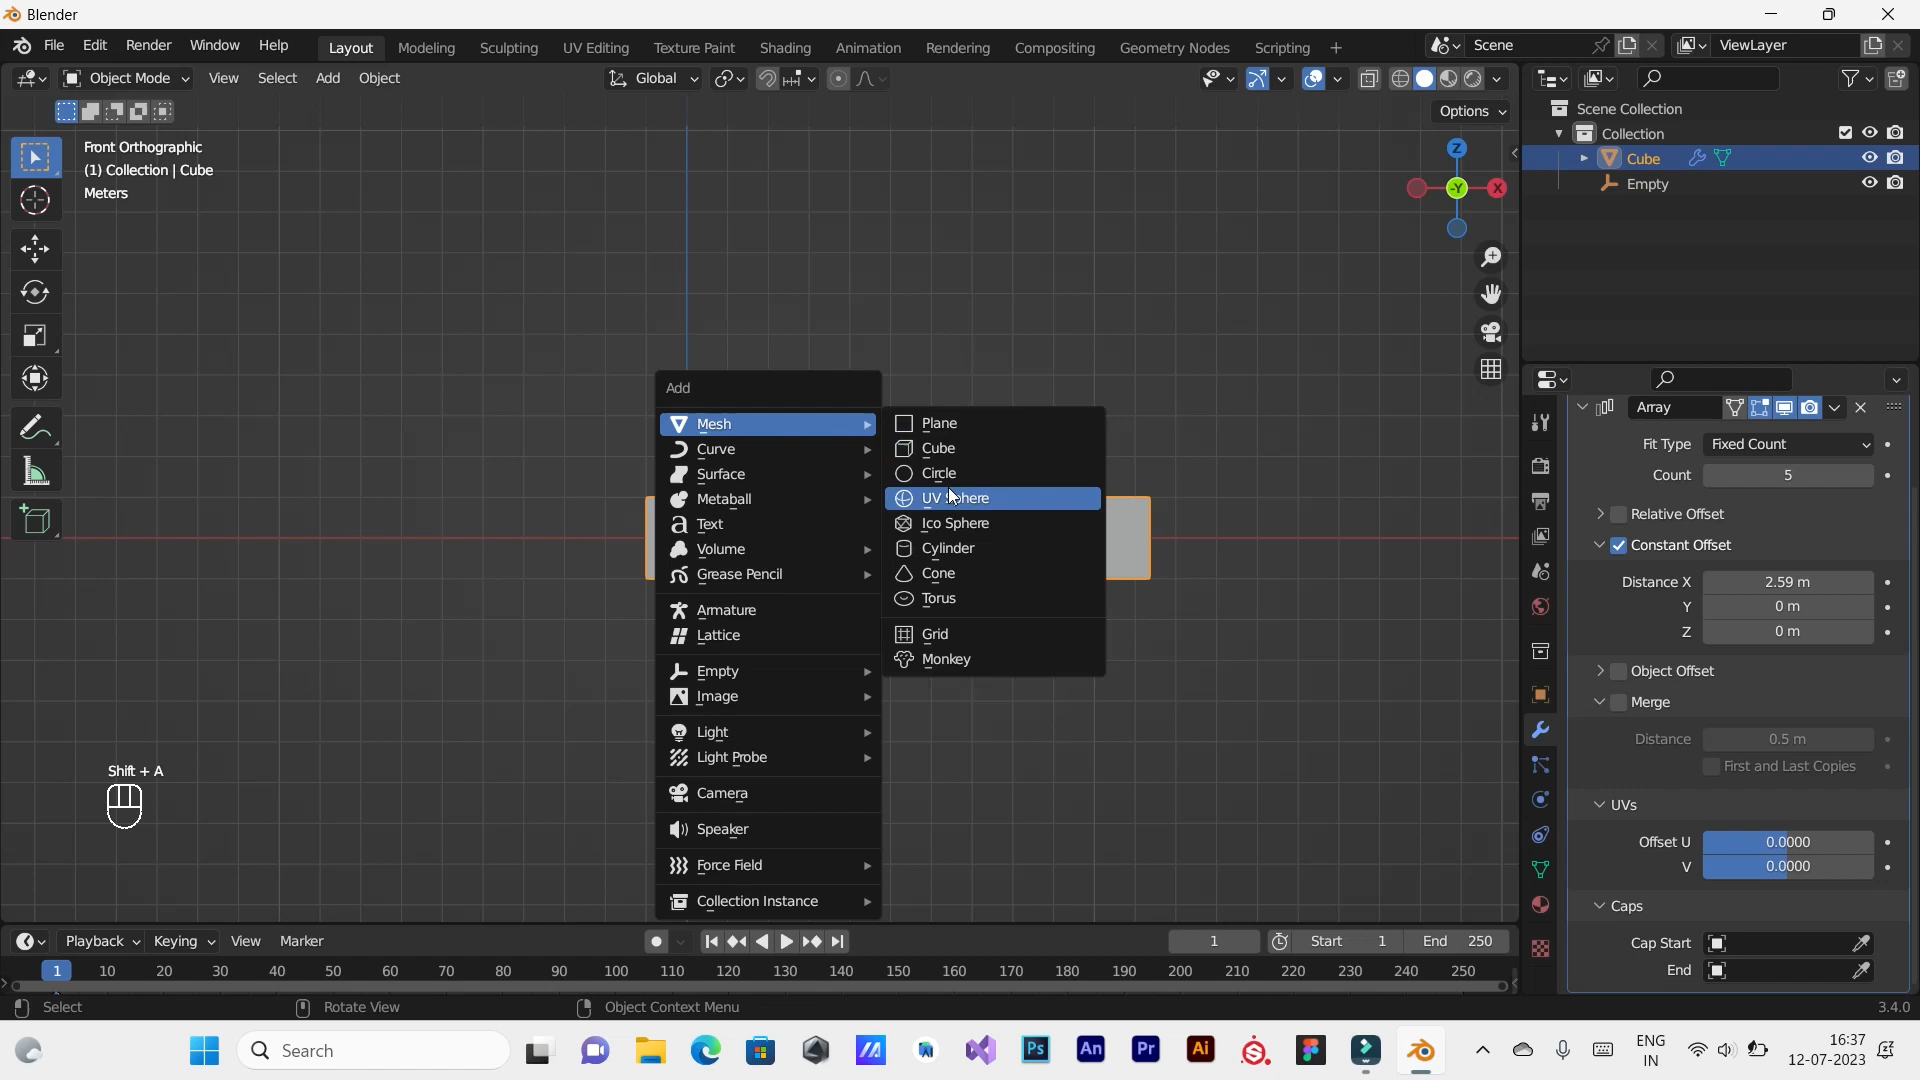 Blender
File Edit Render Window Help Layout Modeling Sculpting UV Editing Texture Paint Shading Animation Rendering Compositing Geometry Nodes Scripting + Scene ViewLayer
Object Mode View Select Add Object Global
Options
Front Orthographic
(1) Collection | Cube
Meters
Z
-Y X
Scene Collection
Collection
Cube
Empty
Add
Mesh
Curve
Surface
Metaball
Text
Volume
Grease Pencil
Armature
Lattice
Empty
Image
Light
Light Probe
Camera
Speaker
Force Field
Collection Instance
Plane
Cube
Circle
UV Sphere
Ico Sphere
Cylinder
Cone
Torus
Grid
Monkey
Shift + A
Array
Fit Type Fixed Count
Count 5
Relative Offset
Constant Offset
Distance X 2.59 m
Y 0 m
Z 0 m
Object Offset
Merge
Distance 0.5 m
First and Last Copies
UVs
Offset U 0.0000
V 0.0000
Caps
Cap Start
End
Playback Keying View Marker 1 Start 1 End 250
1 10 20 30 40 50 60 70 80 90 100 110 120 130 140 150 160 170 180 190 200 210 220 230 240 250
Select Rotate View Object Context Menu 3.4.0
Search Ps An Pr Ai ENG IN 16:37
12-07-2023